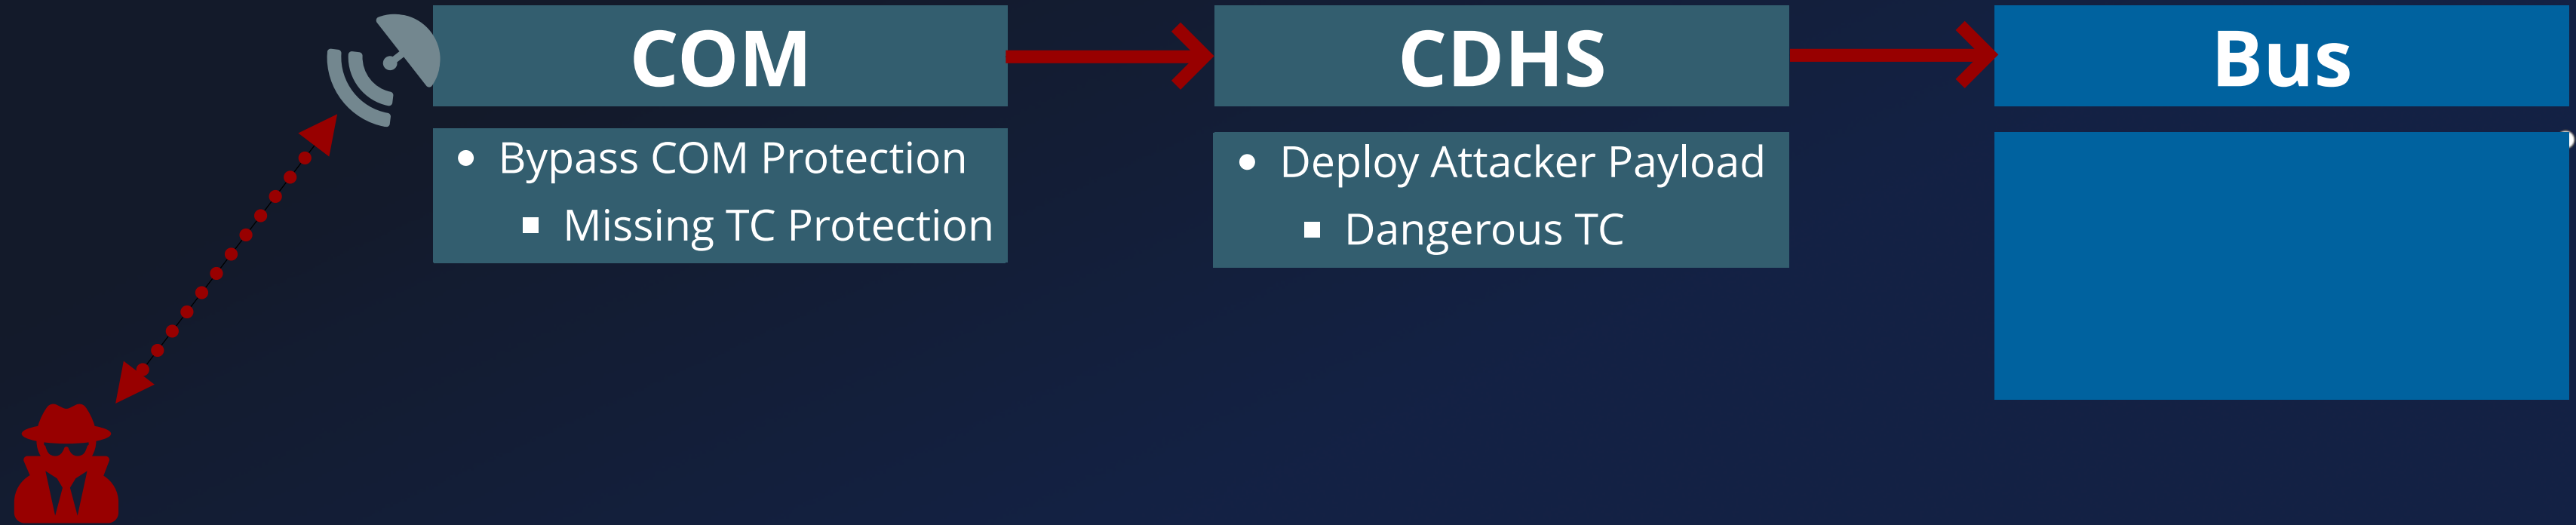 COM
CDHS
Bus
Bypass COM Protection
Missing TC Protection
Deploy Attacker Payload
Dangerous TC